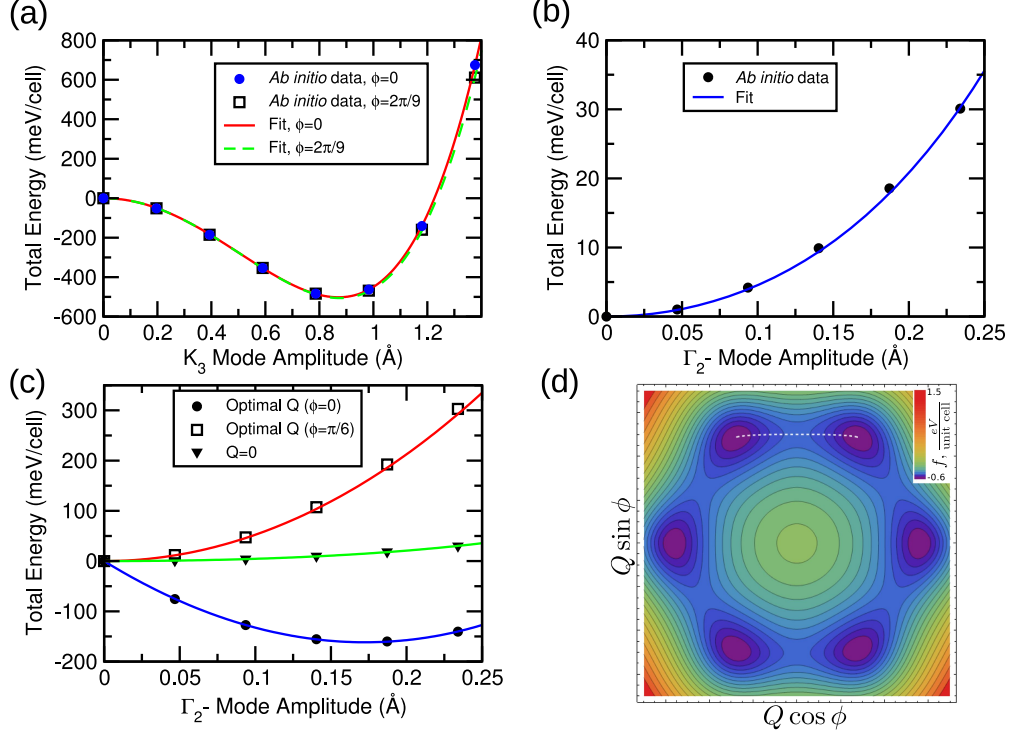 (a)
800
600
400
200
0
-200
-400
-600
Total Energy (meV/cell)
Ab initio data, ϕ=0
Ab initio data, ϕ=2π/9
Fit, ϕ=0
Fit, ϕ=2π/9
0 0.2 0.4 0.6 0.8 1 1.2
K₃ Mode Amplitude (Å)
(b)
40
30
20
10
0
Total Energy (meV/cell)
Ab initio data
Fit
0 0.05 0.1 0.15 0.2 0.25
Γ₂- Mode Amplitude (Å)
(c)
300
200
100
0
-100
-200
Total Energy (meV/cell)
Optimal Q (ϕ=0)
Optimal Q (ϕ=π/6)
Q=0
0 0.05 0.1 0.15 0.2 0.25
Γ₂- Mode Amplitude (Å)
(d)
1.5
-0.6
f, eV/unit cell
Q sin ϕ
Q cos ϕ